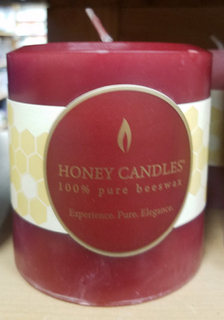 HONEY CANDLES®
100% pure beeswax
Experience. Pure. Elegance.